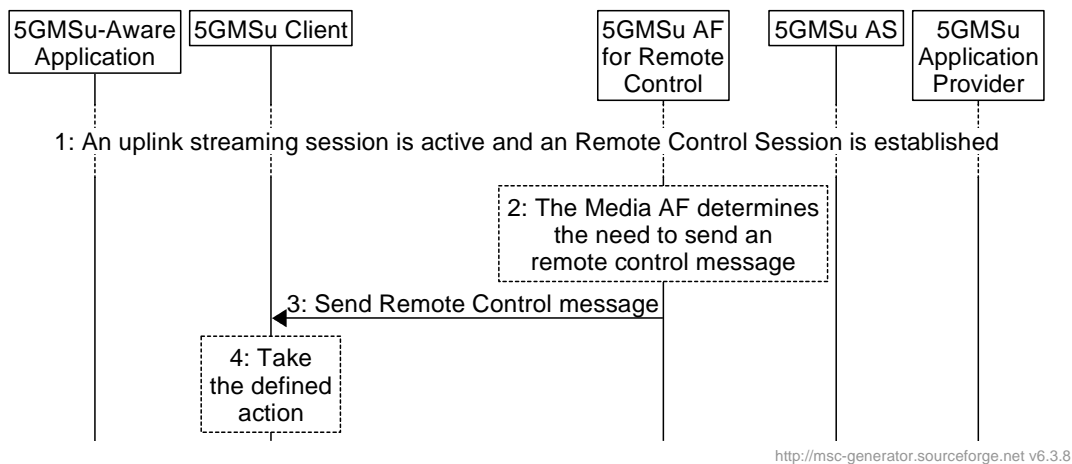 5GMSu-Aware
Application
5GMSu Client
5GMSu AF
for Remote
Control
5GMSu AS
5GMSu
Application
Provider
1: An uplink streaming session is active and an Remote Control Session is established
2: The Media AF determines
the need to send an
remote control message
3: Send Remote Control message
4: Take
the defined
action
http://msc-generator.sourceforge.net v6.3.8